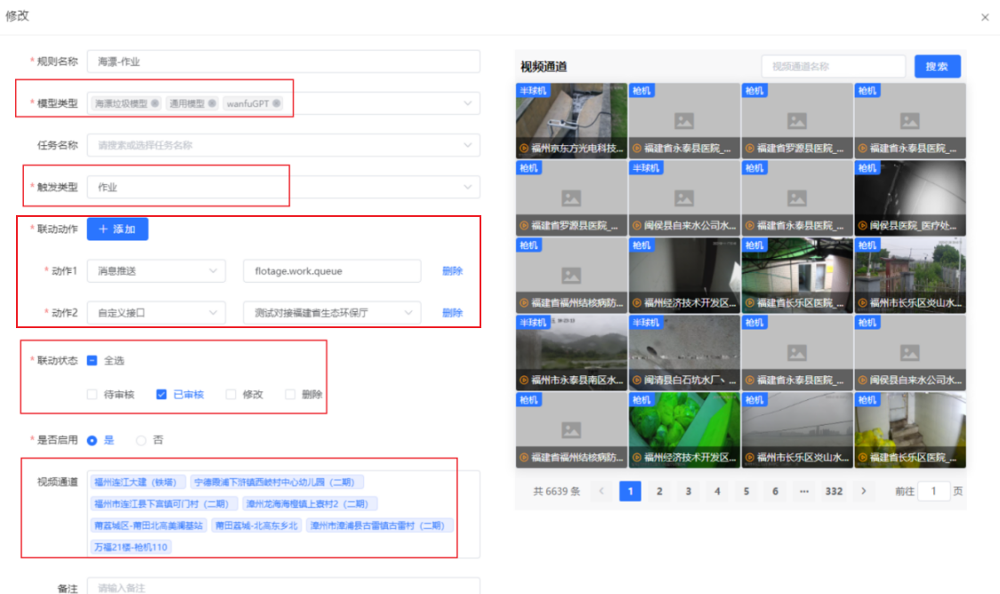 修改
* 规则名称 海漂-作业
* 模型类型 海漂垃圾模型 通用模型 wanfuGPT
任务名称 请搜索或选择任务名称
* 触发类型 作业
* 联动动作 + 添加
* 动作1 消息推送 flotage.work.queue 删除
* 动作2 自定义接口 测试对接福建省生态环保厅 删除
* 联动状态 全选
待审核 已审核 修改 删除
* 是否启用 是 否
视频通道 福州连江大建（铁塔） 宁德霞浦下浒镇西岐村中心幼儿园（二期）
福州市连江县下宫镇可门村（二期） 漳州龙海海橙镇上寮村2（二期）
莆荔城区-莆田北高美澜基站 莆田荔城-北高东乡北 漳州市漳浦县古雷镇古雷村（二期）
万福21楼-枪机110
备注 请输入备注
视频通道 视频通道名称 搜索
半球机 枪机 枪机 枪机
福州京东方光电科技... 福建省永泰县医院_... 福建省罗源县医院_... 福建省永泰县医院_...
枪机 半球机 枪机 枪机
福建省罗源县医院_... 闽侯县自来水公司水... 福建省永泰县医院_... 闽侯县医院_医疗处...
枪机 枪机 枪机 枪机
福建省福州结核病防... 福州经济技术开发区... 福建省长乐区医院_... 福州市长乐区炎山水...
半球机 半球机 枪机 枪机
福州市永泰县南区水... 闽清县白石坑水厂、... 福建省永泰县医院_... 闽侯县自来水公司水...
枪机 枪机 枪机 枪机
福建省福州结核病防... 福州经济技术开发区... 福州市长乐区炎山水... 福建省长乐区医院_...
共 6639 条 < 1 2 3 4 5 6 ... 332 > 前往 1 页